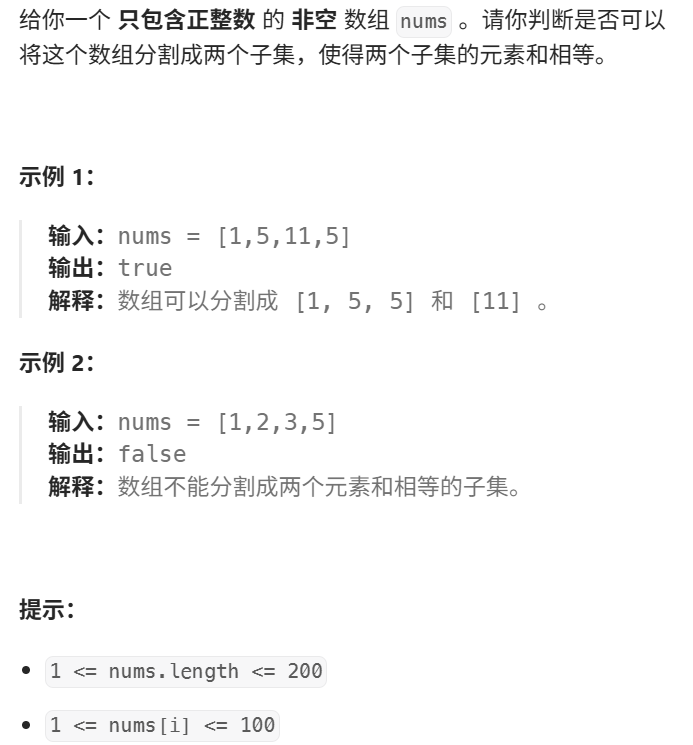 给你一个 只包含正整数 的 非空 数组 nums 。请你判断是否可以
将这个数组分割成两个子集，使得两个子集的元素和相等。
示例 1：
输入：nums = [1,5,11,5]
输出：true
解释：数组可以分割成 [1, 5, 5] 和 [11] 。
示例 2：
输入：nums = [1,2,3,5]
输出：false
解释：数组不能分割成两个元素和相等的子集。
提示：
• 1 <= nums.length <= 200
• 1 <= nums[i] <= 100